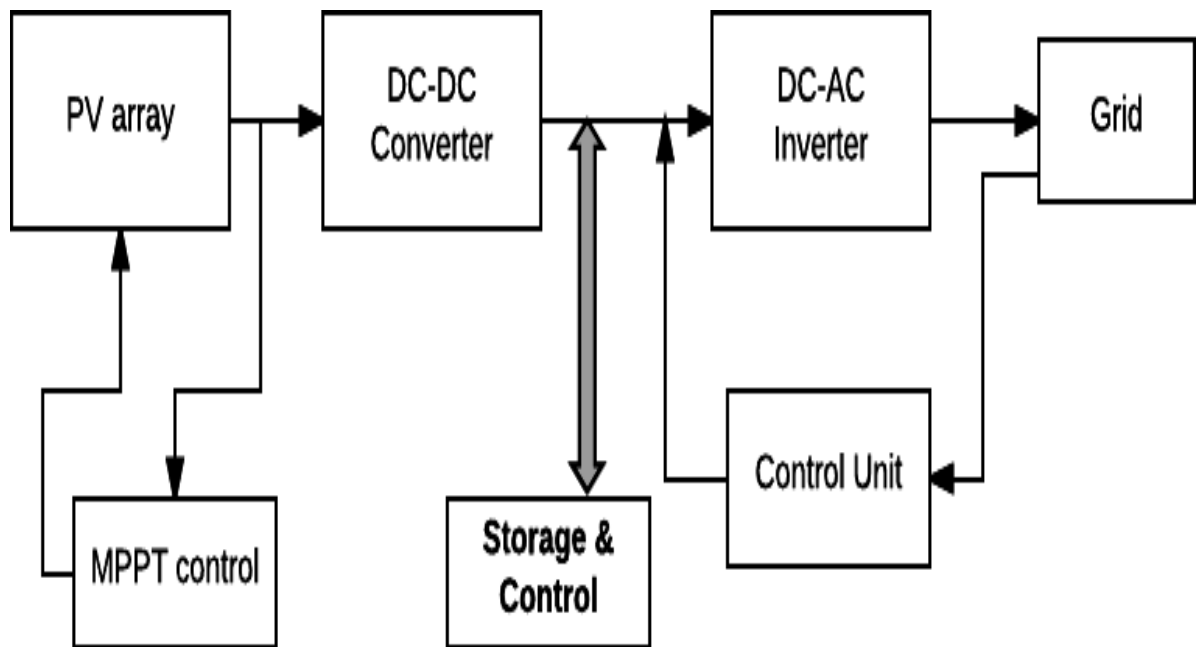 PV array
DC-DC
Converter
DC-AC
Inverter
Grid
Control Unit
MPPT control
Storage &
Control